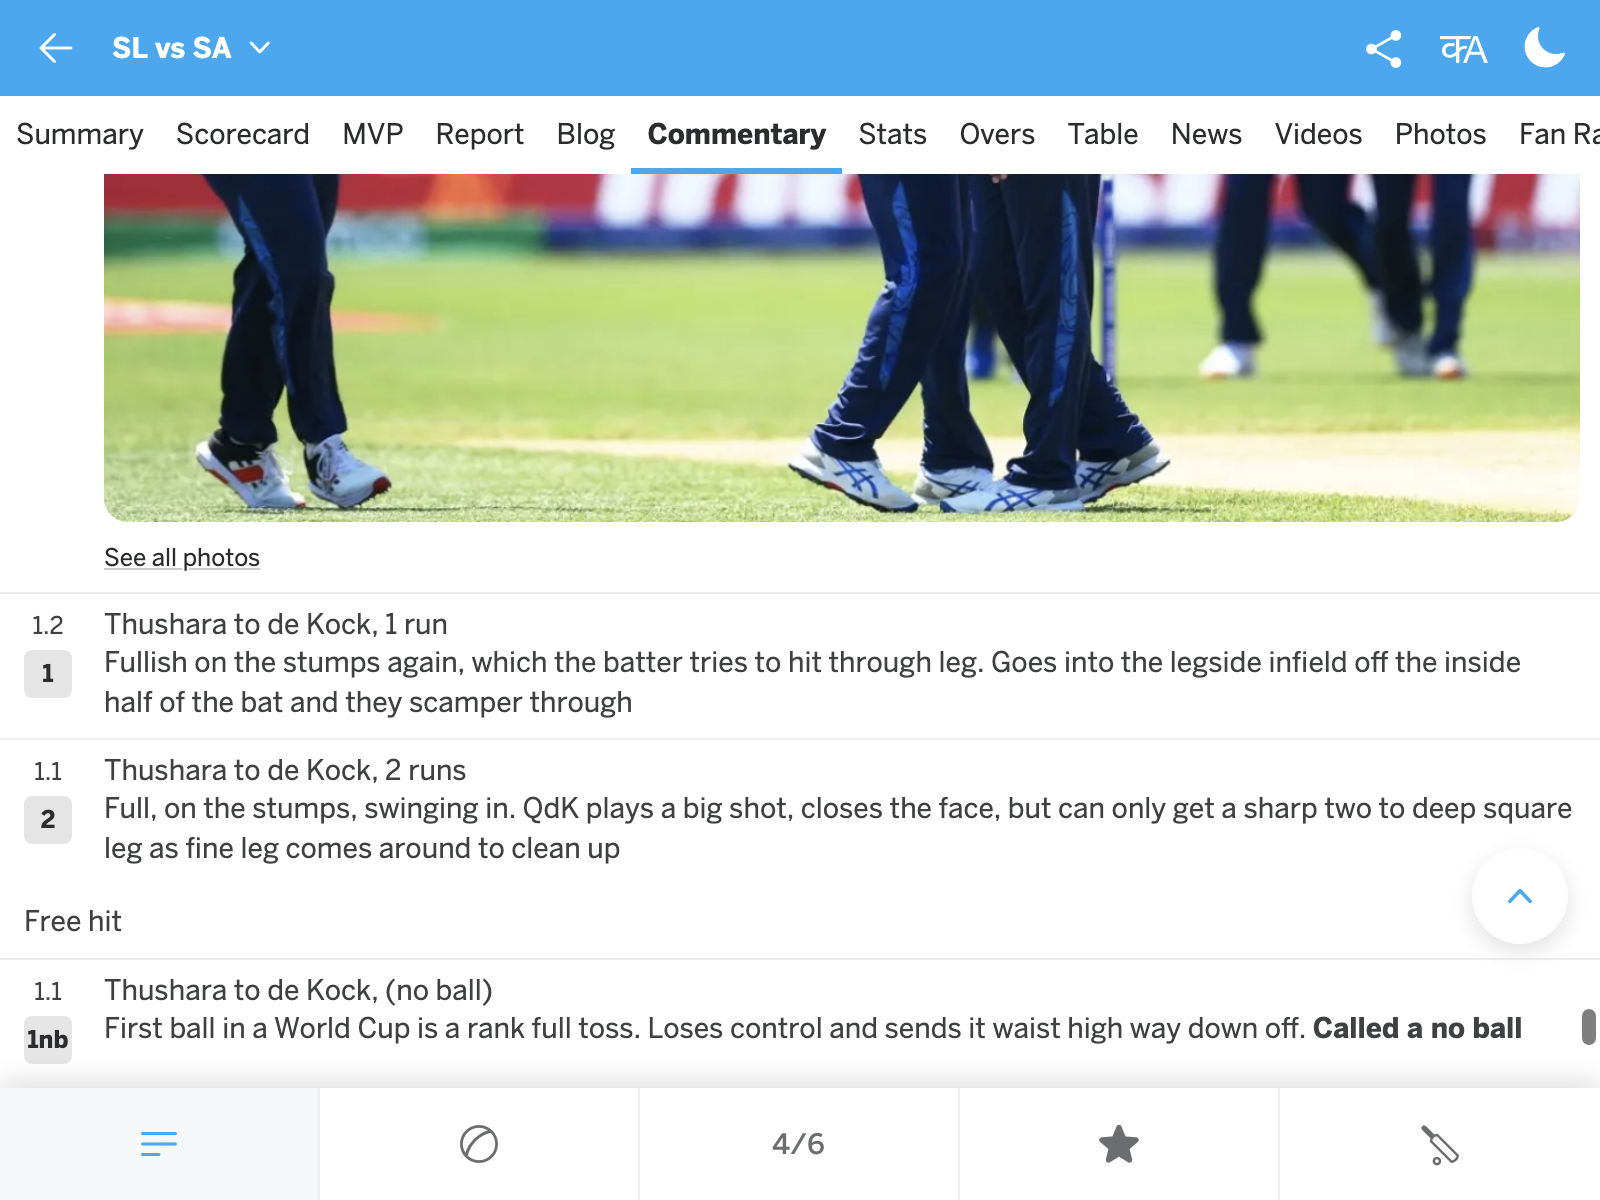 SL vs SA
Summary Scorecard MVP Report Blog Commentary Stats Overs Table News Videos Photos Fan Ra
See all photos
1.2 Thushara to de Kock, 1 run
1 Fullish on the stumps again, which the batter tries to hit through leg. Goes into the legside infield off the inside
half of the bat and they scamper through
1.1 Thushara to de Kock, 2 runs
2 Full, on the stumps, swinging in. QdK plays a big shot, closes the face, but can only get a sharp two to deep square
leg as fine leg comes around to clean up
Free hit
1.1 Thushara to de Kock, (no ball)
1nb First ball in a World Cup is a rank full toss. Loses control and sends it waist high way down off. Called a no ball
4/6